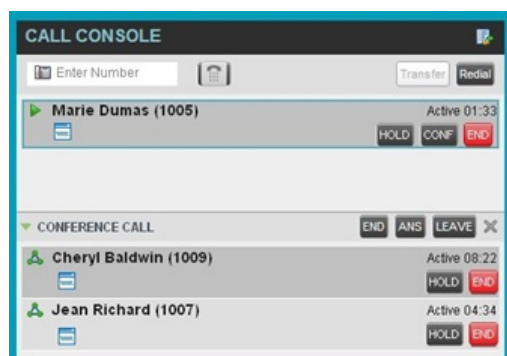 CALL CONSOLE
Enter Number
Transfer Redial
Marie Dumas (1005) Active 01:33
HOLD CONF END
CONFERENCE CALL END ANS LEAVE
Cheryl Baldwin (1009) Active 08:22
HOLD END
Jean Richard (1007) Active 04:34
HOLD END